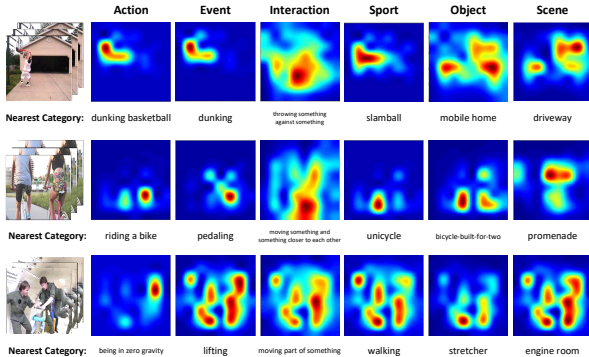 Action Event Interaction Sport Object Scene
Nearest Category: dunking basketball dunking throwing something against something slamball mobile home driveway
Nearest Category: riding a bike pedaling moving something and something closer to each other unicycle bicycle-built-for-two promenade
Nearest Category: being in zero gravity lifting moving part of something walking stretcher engine room